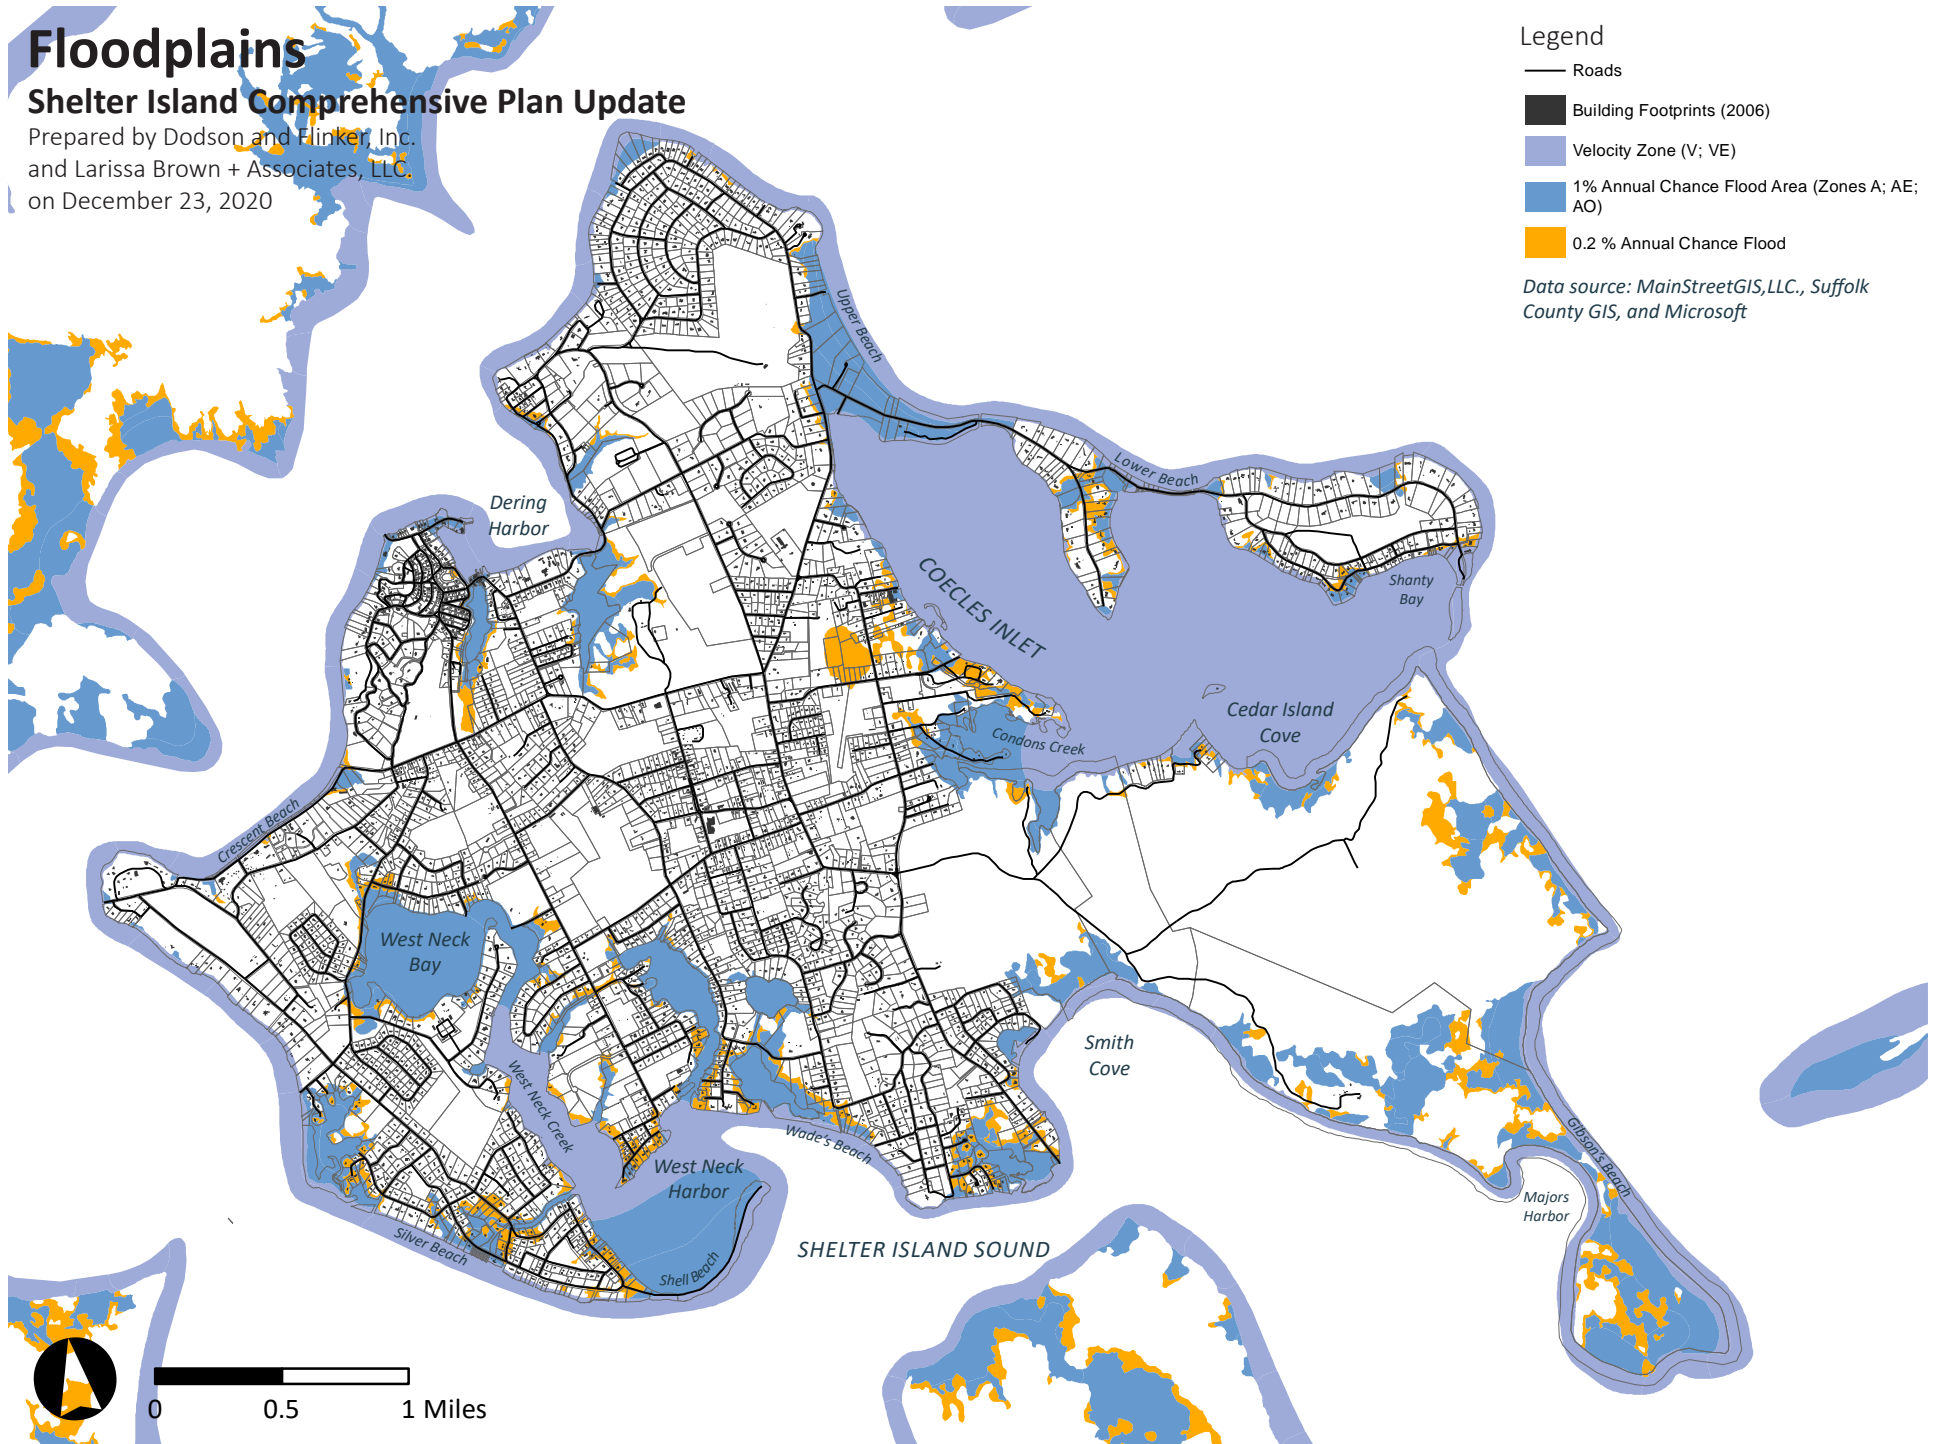 Floodplains
Shelter Island Comprehensive Plan Update
Prepared by Dodson and Flinker, Inc.
and Larissa Brown + Associates, LLC.
on December 23, 2020
Legend
Roads
Building Footprints (2006)
Velocity Zone (V; VE)
1% Annual Chance Flood Area (Zones A; AE;
AO)
0.2 % Annual Chance Flood
Data source: MainStreetGIS,LLC., Suffolk
County GIS, and Microsoft
Upper Beach
Lower Beach
Dering
Harbor
COECLES INLET
Shanty
Bay
Cedar Island
Cove
Condons Creek
Crescent Beach
West Neck
Bay
Smith
Cove
West Neck Creek
Wade's Beach
West Neck
Harbor
Gibson's Beach
Majors
Harbor
Silver Beach
Shell Beach
SHELTER ISLAND SOUND
0
0.5
1 Miles